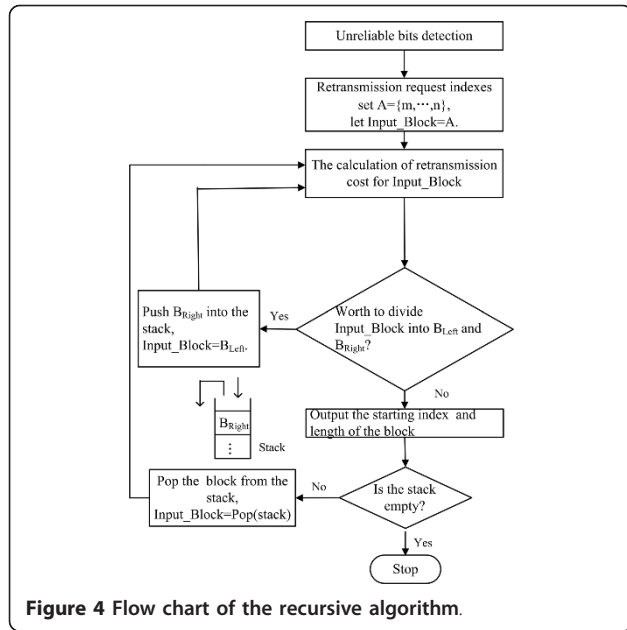 Unreliable bits detection
Retransmission request indexes
set A={m,⋯,n},
let Input_Block=A.
The calculation of retransmission
cost for Input_Block
Worth to divide
Input_Block into B_Left and
B_Right?
Yes
Push B_Right into the
stack,
Input_Block=B_Left.
No
B_Right
⋮
Stack
Output the starting index and
length of the block
Is the stack
empty?
No
Pop the block from the
stack,
Input_Block=Pop(stack)
Yes
Stop
Figure 4 Flow chart of the recursive algorithm.